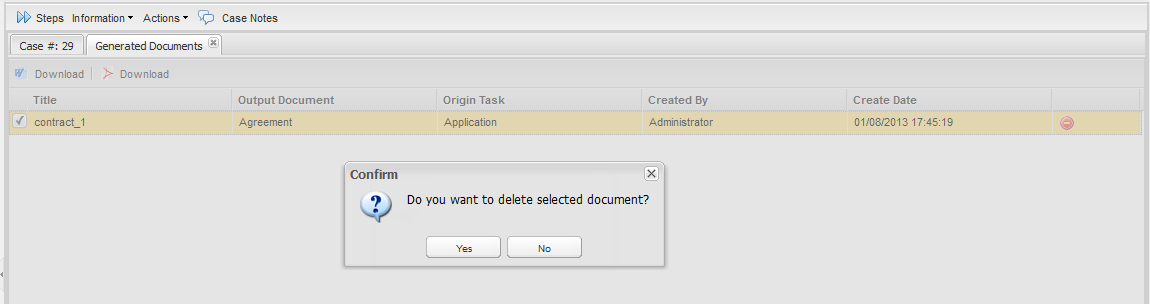 Steps Information Actions Case Notes
Case #: 29 Generated Documents
Download Download
Title Output Document Origin Task Created By Create Date
contract_1 Agreement Application Administrator 01/08/2013 17:45:19
Confirm
Do you want to delete selected document?
Yes No